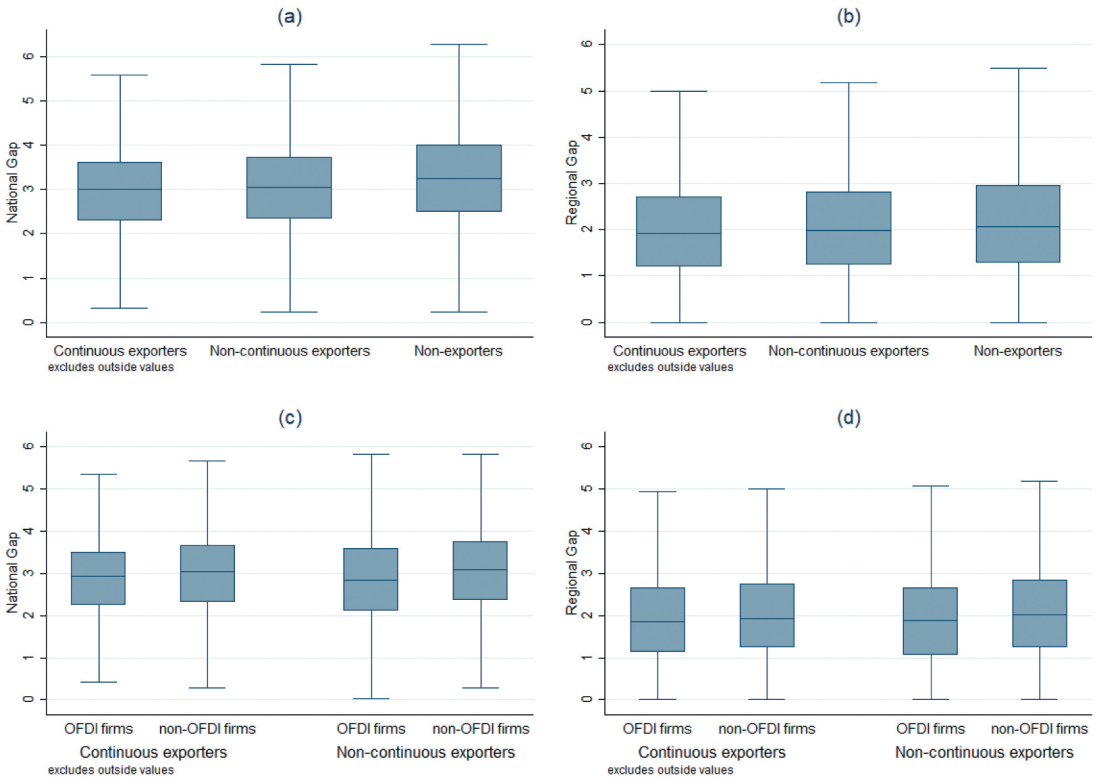 (a)
National Gap
6
5
4
3
2
1
0
Continuous exporters Non-continuous exporters Non-exporters
excludes outside values
(b)
Regional Gap
6
5
4
3
2
1
0
Continuous exporters Non-continuous exporters Non-exporters
excludes outside values
(c)
National Gap
6
5
4
3
2
1
0
OFDI firms non-OFDI firms OFDI firms non-OFDI firms
Continuous exporters Non-continuous exporters
excludes outside values
(d)
Regional Gap
6
5
4
3
2
1
0
OFDI firms non-OFDI firms OFDI firms non-OFDI firms
Continuous exporters Non-continuous exporters
excludes outside values